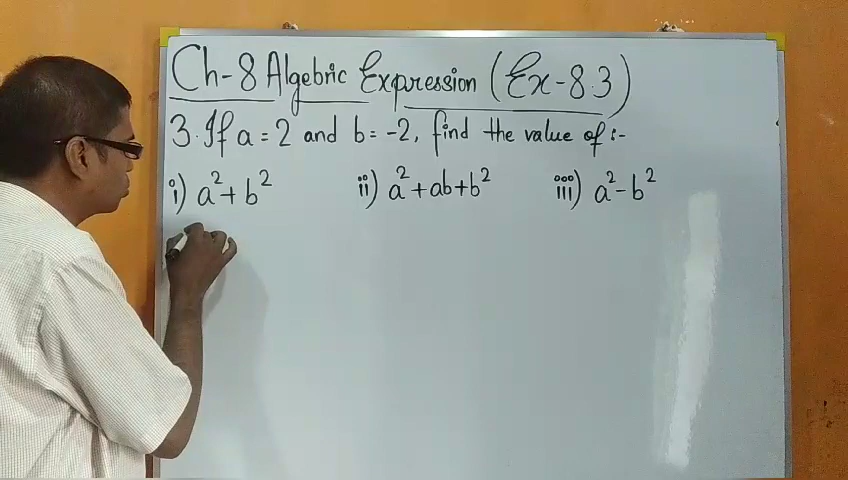 Ch-8 Algebric Expression (Ex-8.3)
3. If a = 2 and b = -2, find the value of :-
i) a² + b² ii) a² + ab + b² iii) a² - b²